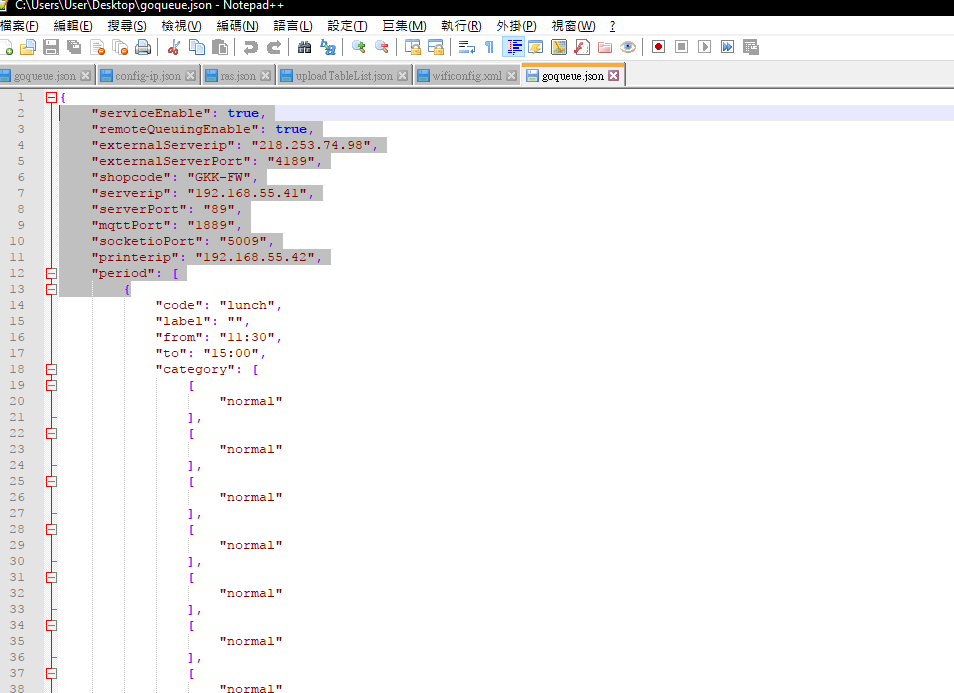 C:\Users\User\Desktop\goqueue.json - Notepad++
檔案(F) 編輯(E) 搜尋(S) 檢視(V) 編碼(N) 語言(L) 設定(T) 巨集(M) 執行(R) 外掛(P) 視窗(W) ?
goqueue.json config-ip.json ras.json uploadTableList.json wificonfig.xml goqueue.json
1 {
2 "serviceEnable": true,
3 "remoteQueuingEnable": true,
4 "externalServerip": "218.253.74.98",
5 "externalServerPort": "4189",
6 "shopcode": "GKK-FW",
7 "serverip": "192.168.55.41",
8 "serverPort": "89",
9 "mqttPort": "1889",
10 "socketioPort": "5009",
11 "printerip": "192.168.55.42",
12 "period": [
13 {
14 "code": "lunch",
15 "label": "",
16 "from": "11:30",
17 "to": "15:00",
18 "category": [
19 [
20 "normal"
21 ],
22 [
23 "normal"
24 ],
25 [
26 "normal"
27 ],
28 [
29 "normal"
30 ],
31 [
32 "normal"
33 ],
34 [
35 "normal"
36 ],
37 [
38 "normal"